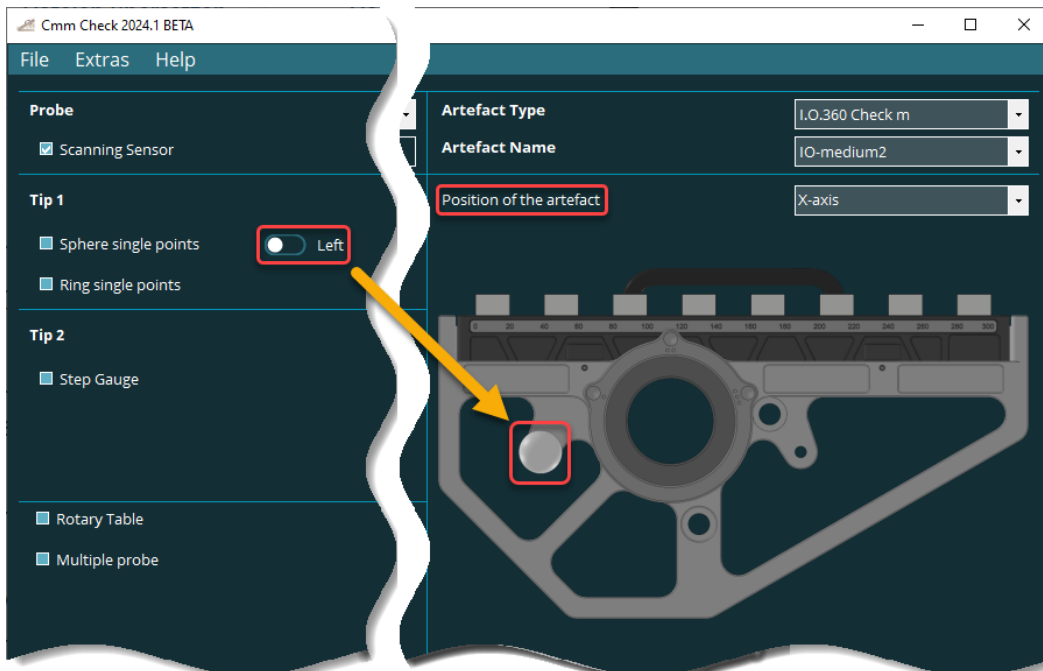 Cmm Check 2024.1 BETA
File Extras Help
Probe
Scanning Sensor
Tip 1
Sphere single points
Left
Ring single points
Tip 2
Step Gauge
Rotary Table
Multiple probe
Artefact Type
I.O.360 Check m
Artefact Name
IO-medium2
Position of the artefact
X-axis
0 20 40 60 80 100 120 140 160 180 200 220 240 260 280 300